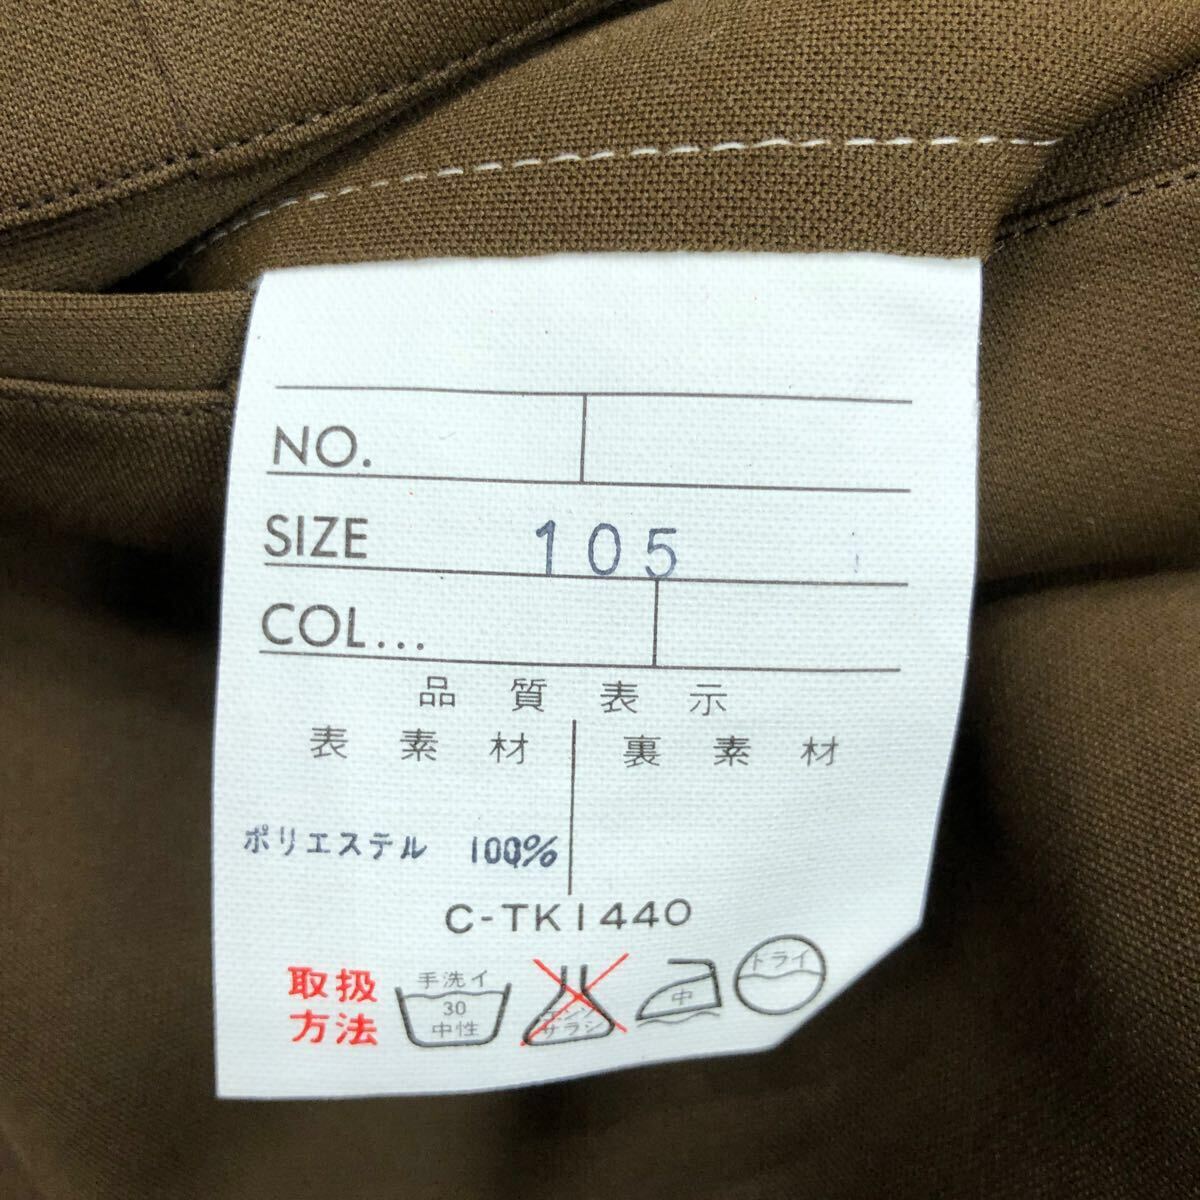 NO.
SIZE 105
COL...
品質表示
表素材 裏素材
ポリエステル 100%
C-TK1440
取扱方法
手洗イ
30
中性
エンソ
サラシ
中
ドライ